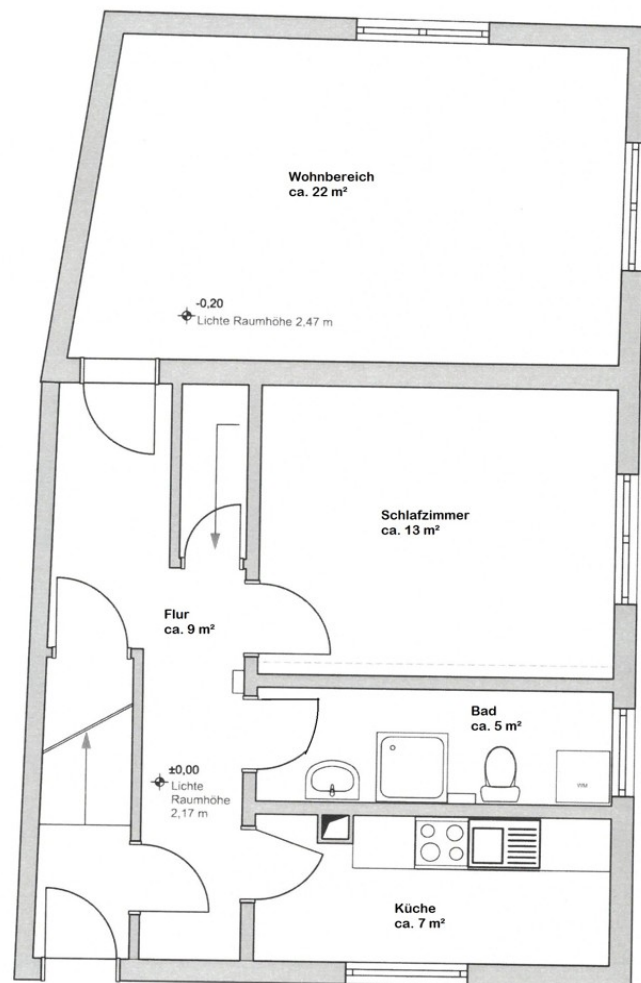 Wohnbereich
ca. 22 m²
-0,20
Lichte Raumhöhe 2,47 m
Schlafzimmer
ca. 13 m²
Flur
ca. 9 m²
Bad
ca. 5 m²
±0,00
Lichte
Raumhöhe
2,17 m
Küche
ca. 7 m²